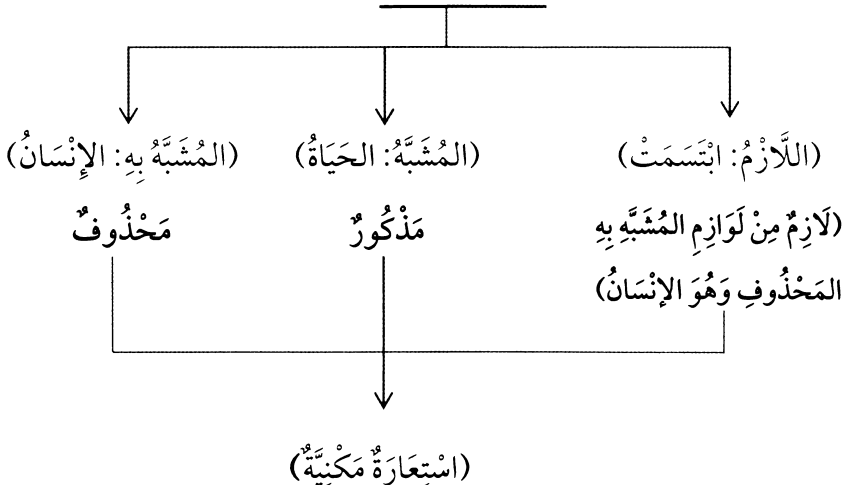 (اللَّازْمُ: ابْتَسَمَتْ) (المُشَبَّهُ: الحَيَاةُ) (المُشَبَّهُ بِهِ: الإِنْسَانُ)
(لَازِمٌ مِنْ لَوَازِمِ المُشَبَّهِ بِهِ مَذْكُورٌ مَحْذُوفٌ
المَحْذُوفِ وَهُوَ الإنْسَانُ)
(اسْتِعَارَةٌ مَكْنِيَّةٌ)